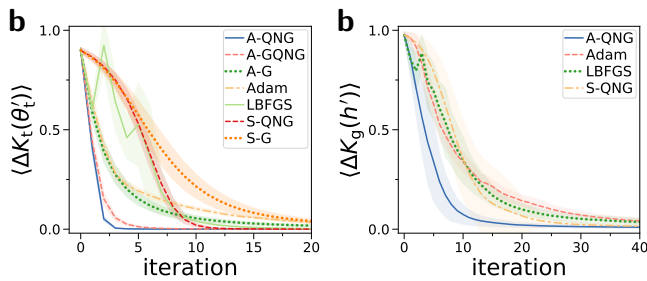 b
⟨ΔK_t(θ'_t)⟩
1.0
0.5
0.0
0
5
10
15
20
iteration
A-QNG
A-GQNG
A-G
Adam
LBFGS
S-QNG
S-G
b
⟨ΔK_g(h')⟩
1.0
0.5
0.0
0
10
20
30
40
iteration
A-QNG
Adam
LBFGS
S-QNG